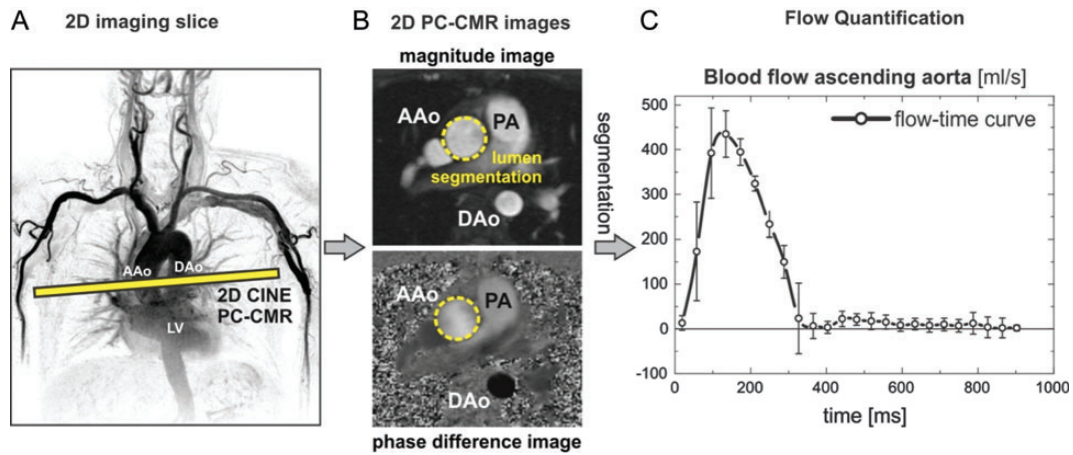 A
2D imaging slice
AAo
DAo
2D CINE
PC-CMR
LV
B
2D PC-CMR images
magnitude image
AAo
PA
lumen
segmentation
DAo
AAo
PA
DAo
phase difference image
segmentation
C
Flow Quantification
Blood flow ascending aorta [ml/s]
flow-time curve
500
400
300
200
100
0
-100
0
200
400
600
800
1000
time [ms]